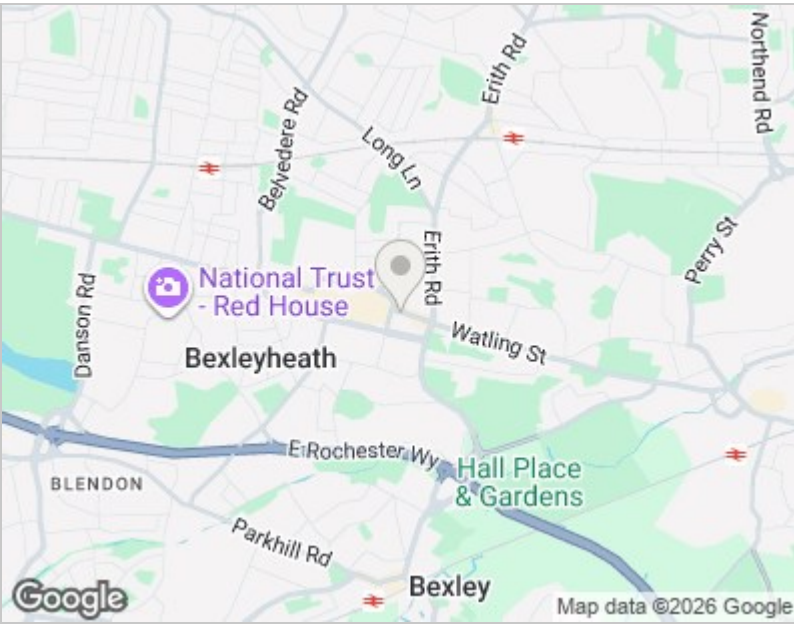 Northend Rd
Erith Rd
Belvedere Rd
Long Ln
Perry St
Erith Rd
National Trust
- Red House
Danson Rd
Watling St
Bexleyheath
E Rochester Wy
Hall Place
& Gardens
BLENDON
Parkhill Rd
Bexley
Google
Map data ©2026 Google